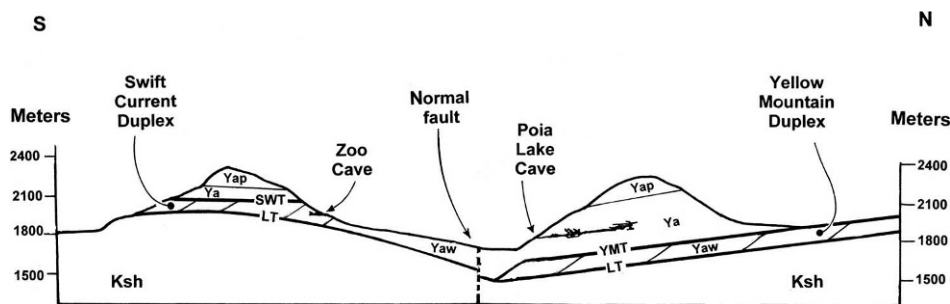 S
N
Swift
Current
Duplex
Normal
fault
Yellow
Mountain
Duplex
Meters
Meters
Zoo
Cave
Poia
Lake
Cave
2400
2100
1800
1500
2400
2100
1800
1500
Yap
Ya
SWT
LT
Yaw
Ksh
Yap
Ya
YMT
Yaw
LT
Ksh